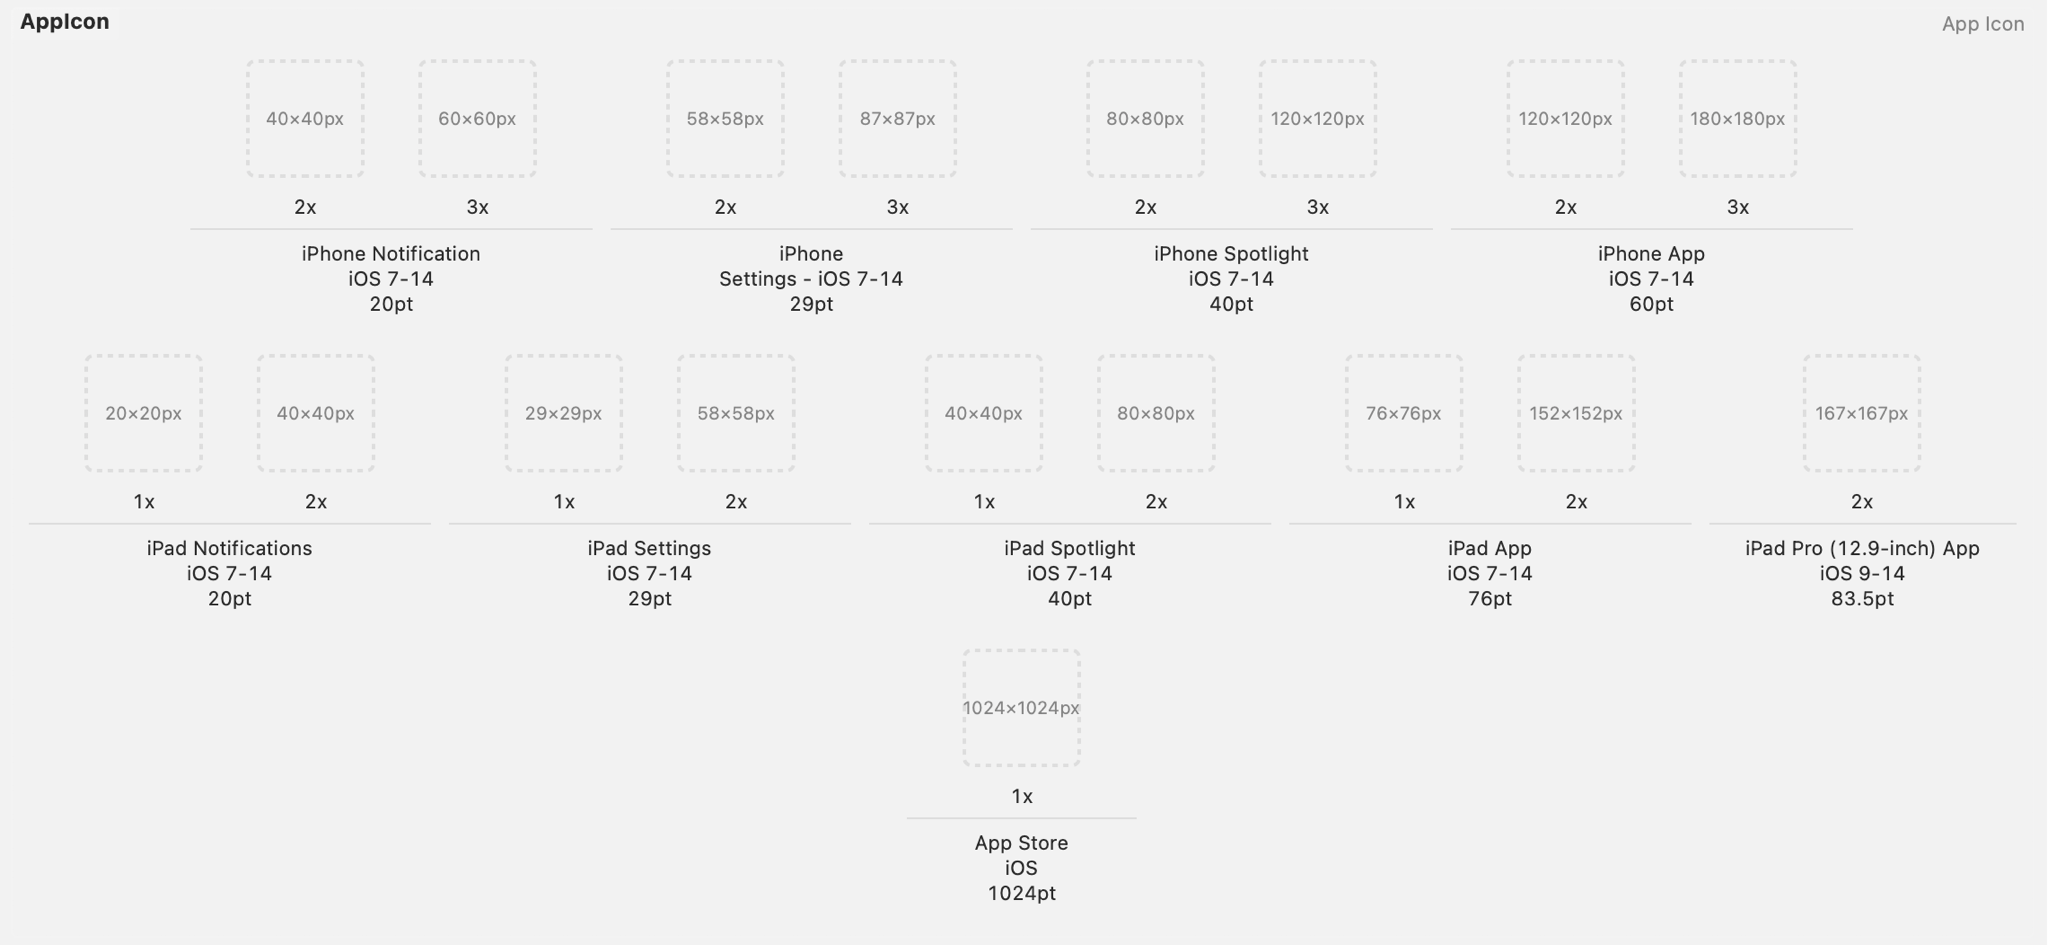 AppIcon
App Icon
40×40px 60×60px 58×58px 87×87px 80×80px 120×120px 120×120px 180×180px
2x 3x 2x 3x 2x 3x 2x 3x
iPhone Notification
iOS 7-14
20pt
iPhone
Settings - iOS 7-14
29pt
iPhone Spotlight
iOS 7-14
40pt
iPhone App
iOS 7-14
60pt
20×20px 40×40px 29×29px 58×58px 40×40px 80×80px 76×76px 152×152px 167×167px
1x 2x 1x 2x 1x 2x 1x 2x 2x
iPad Notifications
iOS 7-14
20pt
iPad Settings
iOS 7-14
29pt
iPad Spotlight
iOS 7-14
40pt
iPad App
iOS 7-14
76pt
iPad Pro (12.9-inch) App
iOS 9-14
83.5pt
1024×1024px
1x
App Store
iOS
1024pt